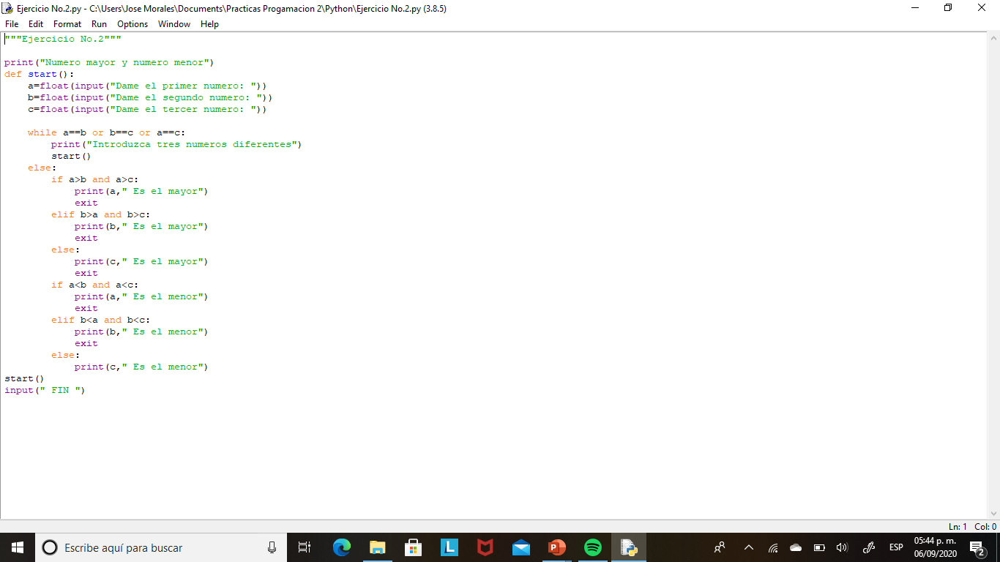 Ejercicio No.2.py - C:\Users\Jose Morales\Documents\Practicas Progamacion 2\Python\Ejercicio No.2.py (3.8.5)
File Edit Format Run Options Window Help
"""Ejercicio No.2"""

print("Numero mayor y numero menor")
def start():
    a=float(input("Dame el primer numero: "))
    b=float(input("Dame el segundo numero: "))
    c=float(input("Dame el tercer numero: "))

    while a==b or b==c or a==c:
        print("Introduzca tres numeros diferentes")
        start()
    else:
        if a>b and a>c:
            print(a," Es el mayor")
            exit
        elif b>a and b>c:
            print(b," Es el mayor")
            exit
        else:
            print(c," Es el mayor")
            exit
        if a<b and a<c:
            print(a," Es el menor")
            exit
        elif b<a and b<c:
            print(b," Es el menor")
            exit
        else:
            print(c," Es el menor")
start()
input(" FIN ")
Ln: 1 Col: 0
Escribe aquí para buscar
L
P
ESP
05:44 p. m.
06/09/2020
2